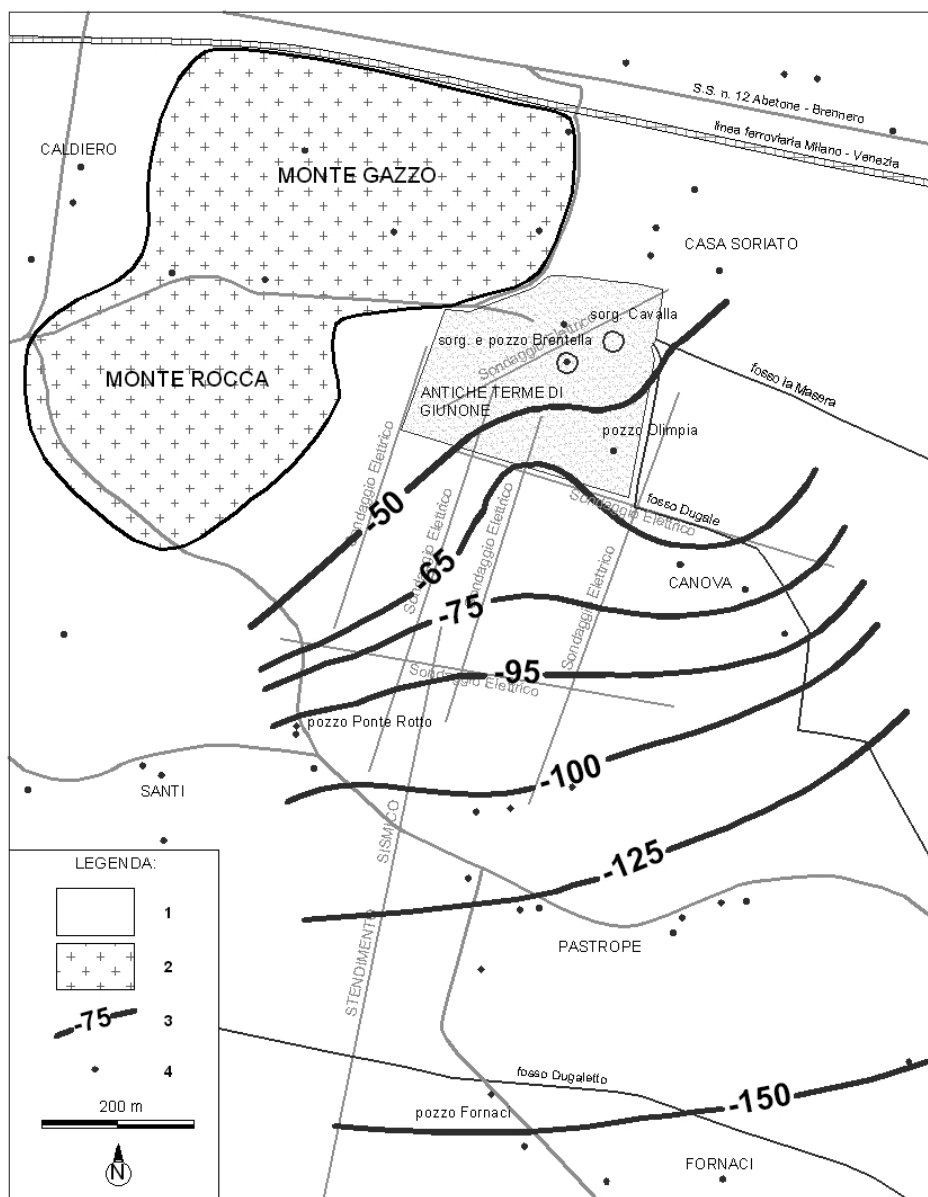 S.S. n. 12 Abetone - Brennero
linea ferroviaria Milano - Venezia
CALDIERO
MONTE GAZZO
CASA SORIATO
sorg. Cavalla
sorg. e pozzo Brentella
Sondaggio Elettrico
MONTE ROCCA
ANTICHE TERME DI
GIUNONE
fosso la Masera
pozzo Olimpia
Sondaggio Elettrico
-50
fosso Dugale
Sondaggio Elettrico
Sondaggio Elettrico
Sondaggio Elettrico
-65
CANOVA
-75
Sondaggio Elettrico
-95
Sondaggio Elettrico
pozzo Ponte Rotto
-100
SANTI
SISMICO
-125
STENDIMENTO
PASTROPE
LEGENDA:
1
2
-75
3
4
200 m
N
fosso Dugaletto
-150
pozzo Fornaci
FORNACI